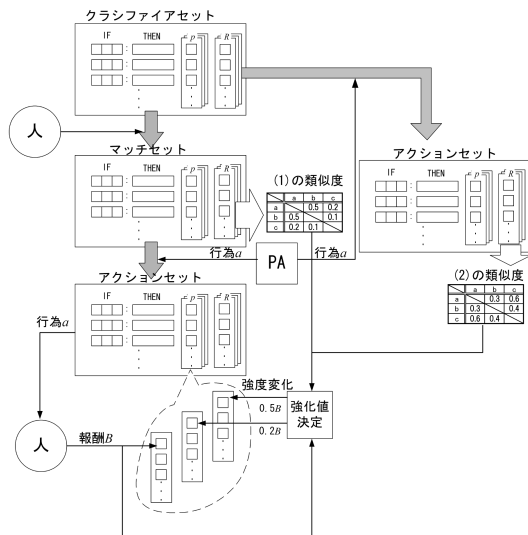 クラシファイアセット
IF THEN p R
: 
: 
: 
人
マッチセット
IF THEN p R
: 
: 
: 
(1)の類似度
a b c
a 0.5 0.2
b 0.5 0.1
c 0.2 0.1
アクションセット
IF THEN p R
: 
: 
: 
(2)の類似度
a b c
a 0.3 0.6
b 0.3 0.4
c 0.6 0.4
行為a
PA
行為a
アクションセット
IF THEN p R
: 
: 
: 
行為a
人
報酬B
強度変化
0.5B
0.2B
強化値
決定